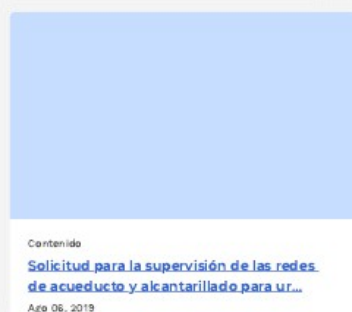 Contenido
Solicitud para la supervisión de las redes
de acueducto y alcantarillado para ur...
Ago 06, 2019